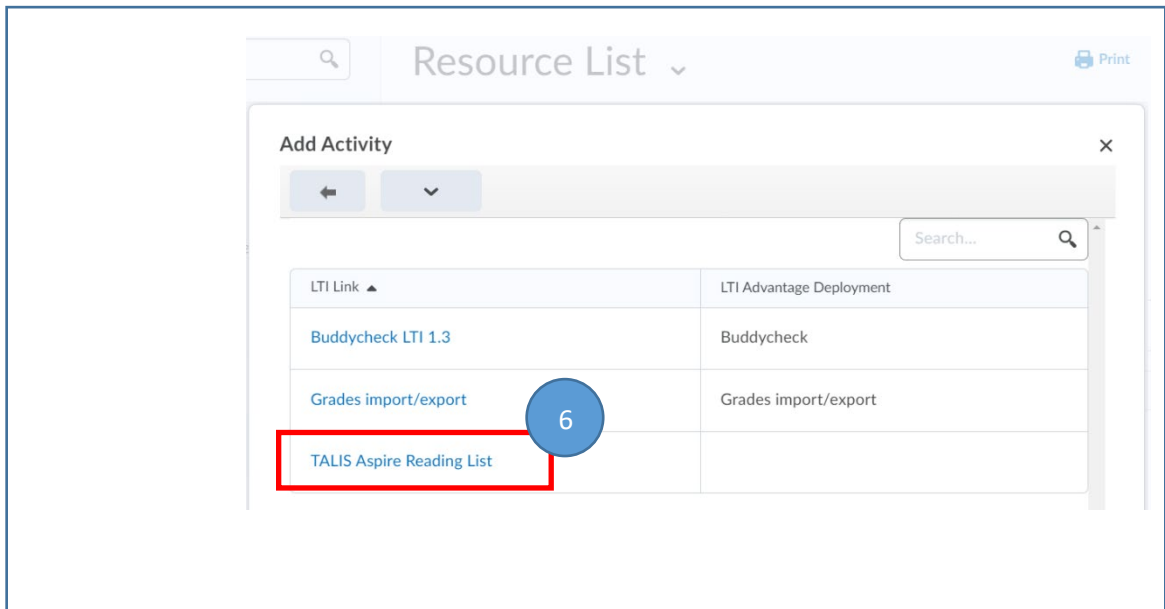 Resource List
Print
Add Activity
Search...
LTI Link
LTI Advantage Deployment
Buddycheck LTI 1.3
Buddycheck
Grades import/export
Grades import/export
6
TALIS Aspire Reading List